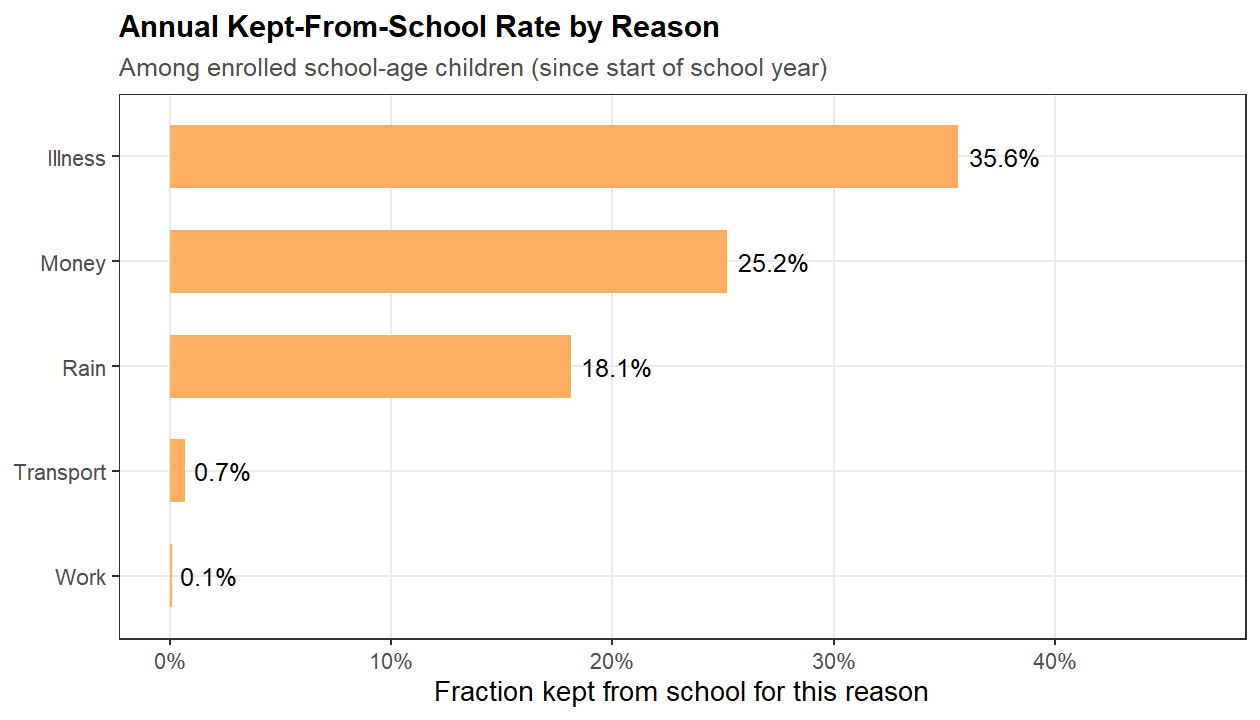 Annual Kept-From-School Rate by Reason
Among enrolled school-age children (since start of school year)
Illness
35.6%
Money
25.2%
Rain
18.1%
Transport
0.7%
Work
0.1%
0%
10%
20%
30%
40%
Fraction kept from school for this reason